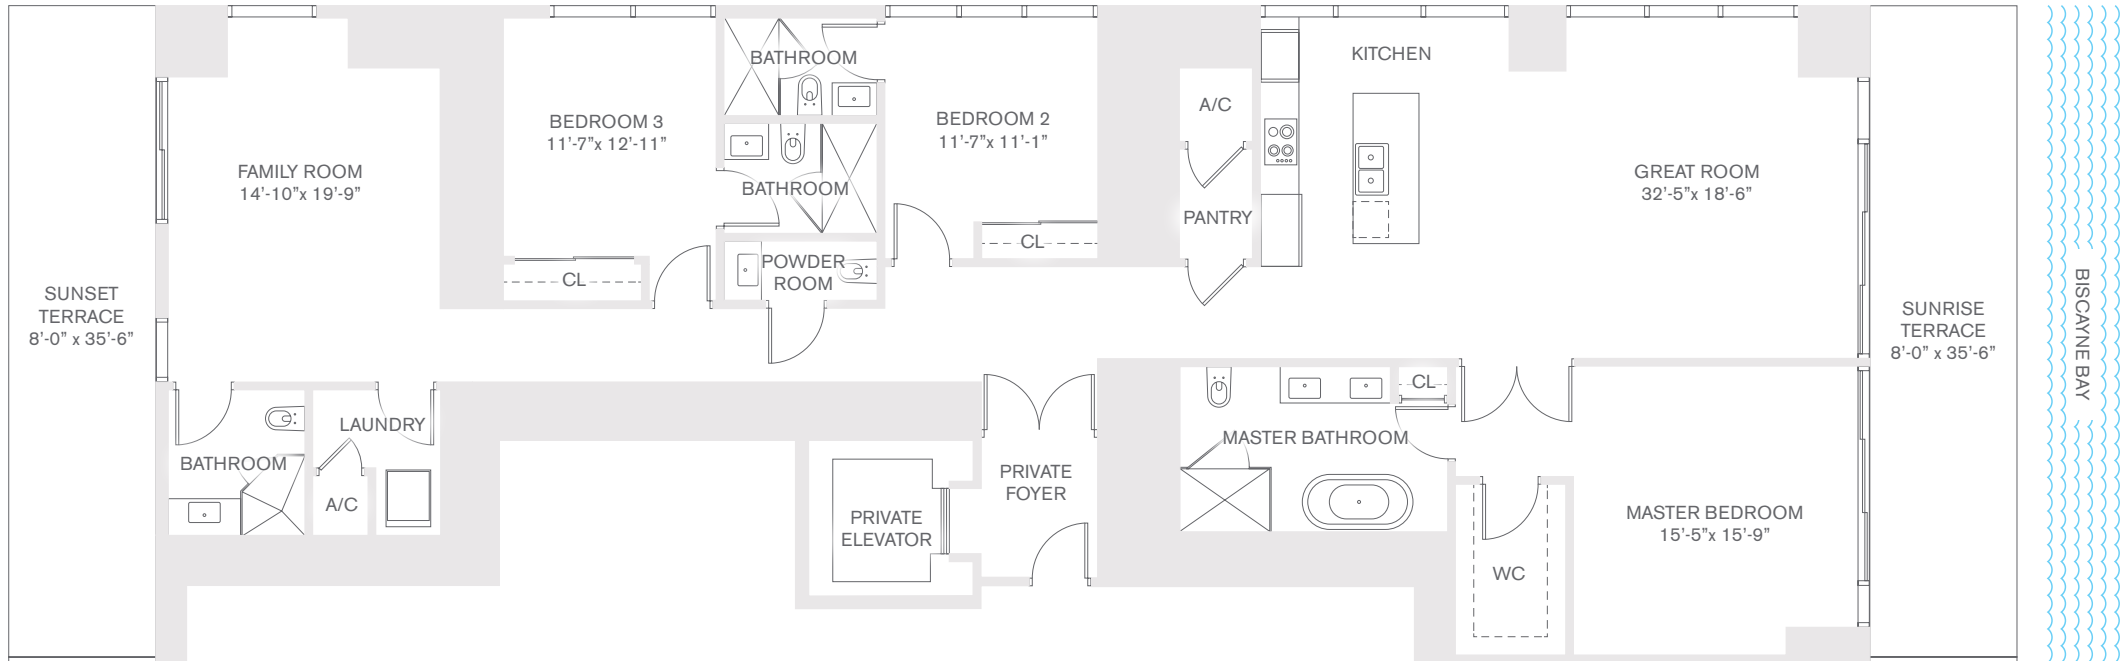 SUNSET
TERRACE
8’-0” x 35’-6”
FAMILY ROOM
14’-10”x 19’-9”
BATHROOM
LAUNDRY
A/C
BEDROOM 3
11’-7”x 12’-11”
CL
BATHROOM
BATHROOM
POWDER
ROOM
BEDROOM 2
11’-7”x 11’-1”
CL
PRIVATE
ELEVATOR
PRIVATE
FOYER
A/C
PANTRY
KITCHEN
GREAT ROOM
32’-5”x 18’-6”
MASTER BATHROOM
CL
WC
MASTER BEDROOM
15’-5”x 15’-9”
SUNRISE
TERRACE
8’-0” x 35’-6”
BISCAYNE BAY